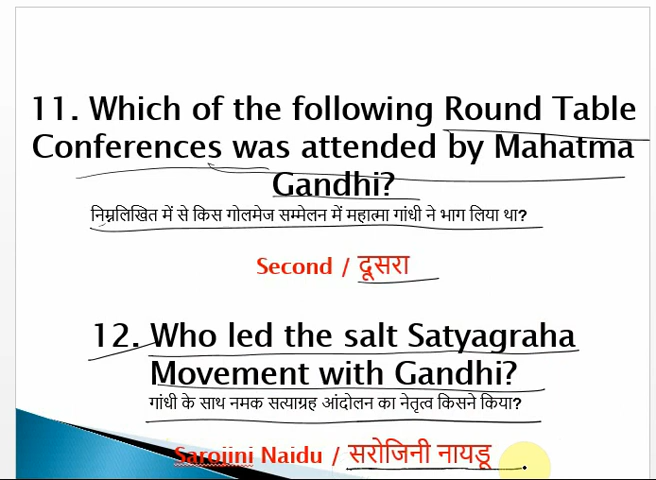 11. Which of the following Round Table
Conferences was attended by Mahatma
Gandhi?
निम्नलिखित में से किस गोलमेज सम्मेलन में महात्मा गांधी ने भाग लिया था?
Second / दूसरा
12. Who led the salt Satyagraha
Movement with Gandhi?
गांधी के साथ नमक सत्याग्रह आंदोलन का नेतृत्व किसने किया?
Sarojini Naidu / सरोजिनी नायडू